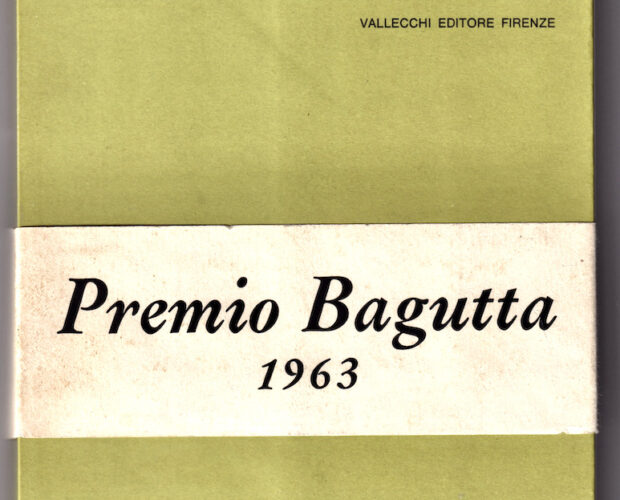 VALLECCHI EDITORE FIRENZE
Premio Bagutta
1963